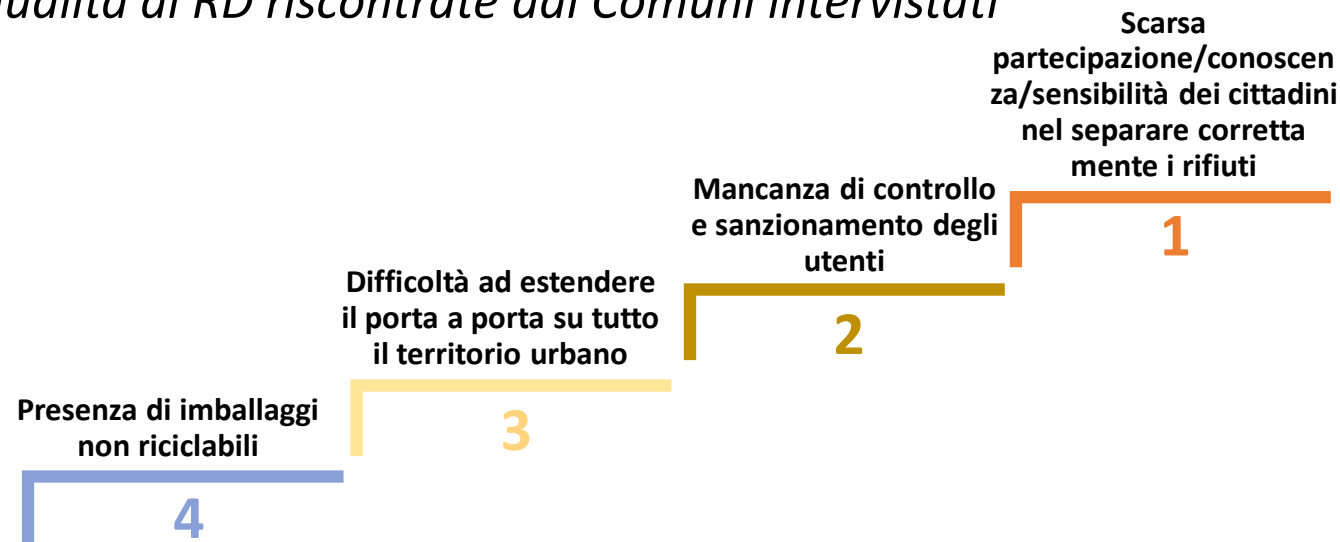 qualità di RD riscontrate dai Comuni intervistati
Scarsa
partecipazione/conoscen
za/sensibilità dei cittadini
nel separare corretta
mente i rifiuti
1
Mancanza di controllo
e sanzionamento degli
utenti
2
Difficoltà ad estendere
il porta a porta su tutto
il territorio urbano
3
Presenza di imballaggi
non riciclabili
4